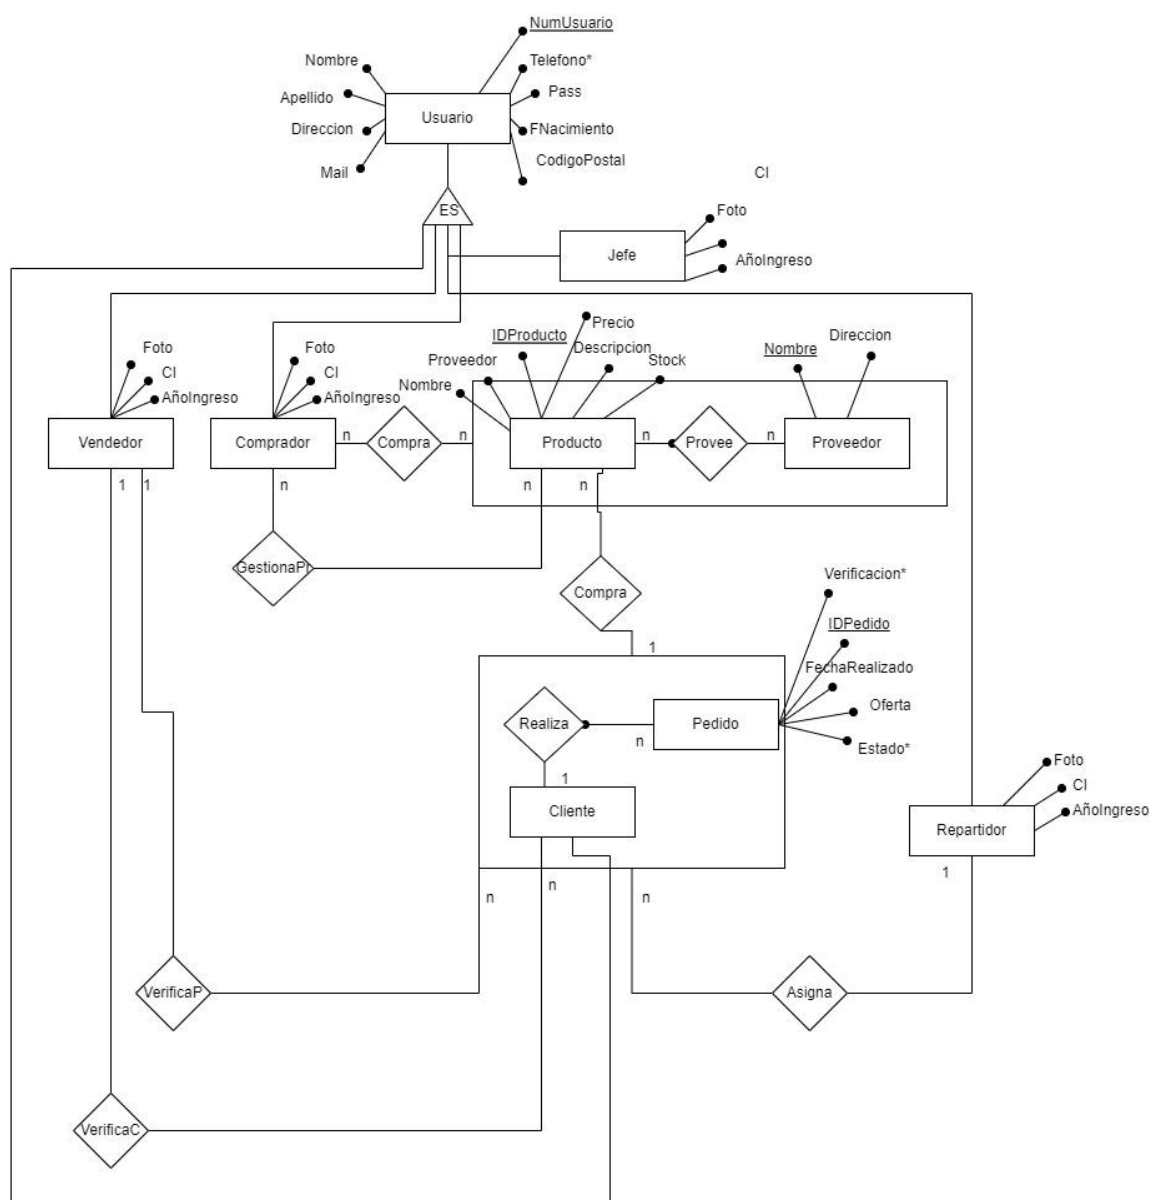 NumUsuario
Nombre
Telefono*
Apellido
Pass
Usuario
Direccion
FNacimiento
Mail
CodigoPostal
CI
ES
Foto
Jefe
AñoIngreso
Foto
CI
AñoIngreso
Vendedor
Foto
CI
AñoIngreso
Comprador
n
Compra
n
IDProducto
Precio
Proveedor
Descripcion
Nombre
Stock
Producto
n
Provee
n
Nombre
Direccion
Proveedor
1
1
n
n
n
GestionaPr
Compra
1
Verificacion*
IDPedido
FechaRealizado
Oferta
Estado*
Realiza
n
Pedido
1
Cliente
Foto
CI
AñoIngreso
Repartidor
1
n
n
n
VerificaP
Asigna
VerificaC